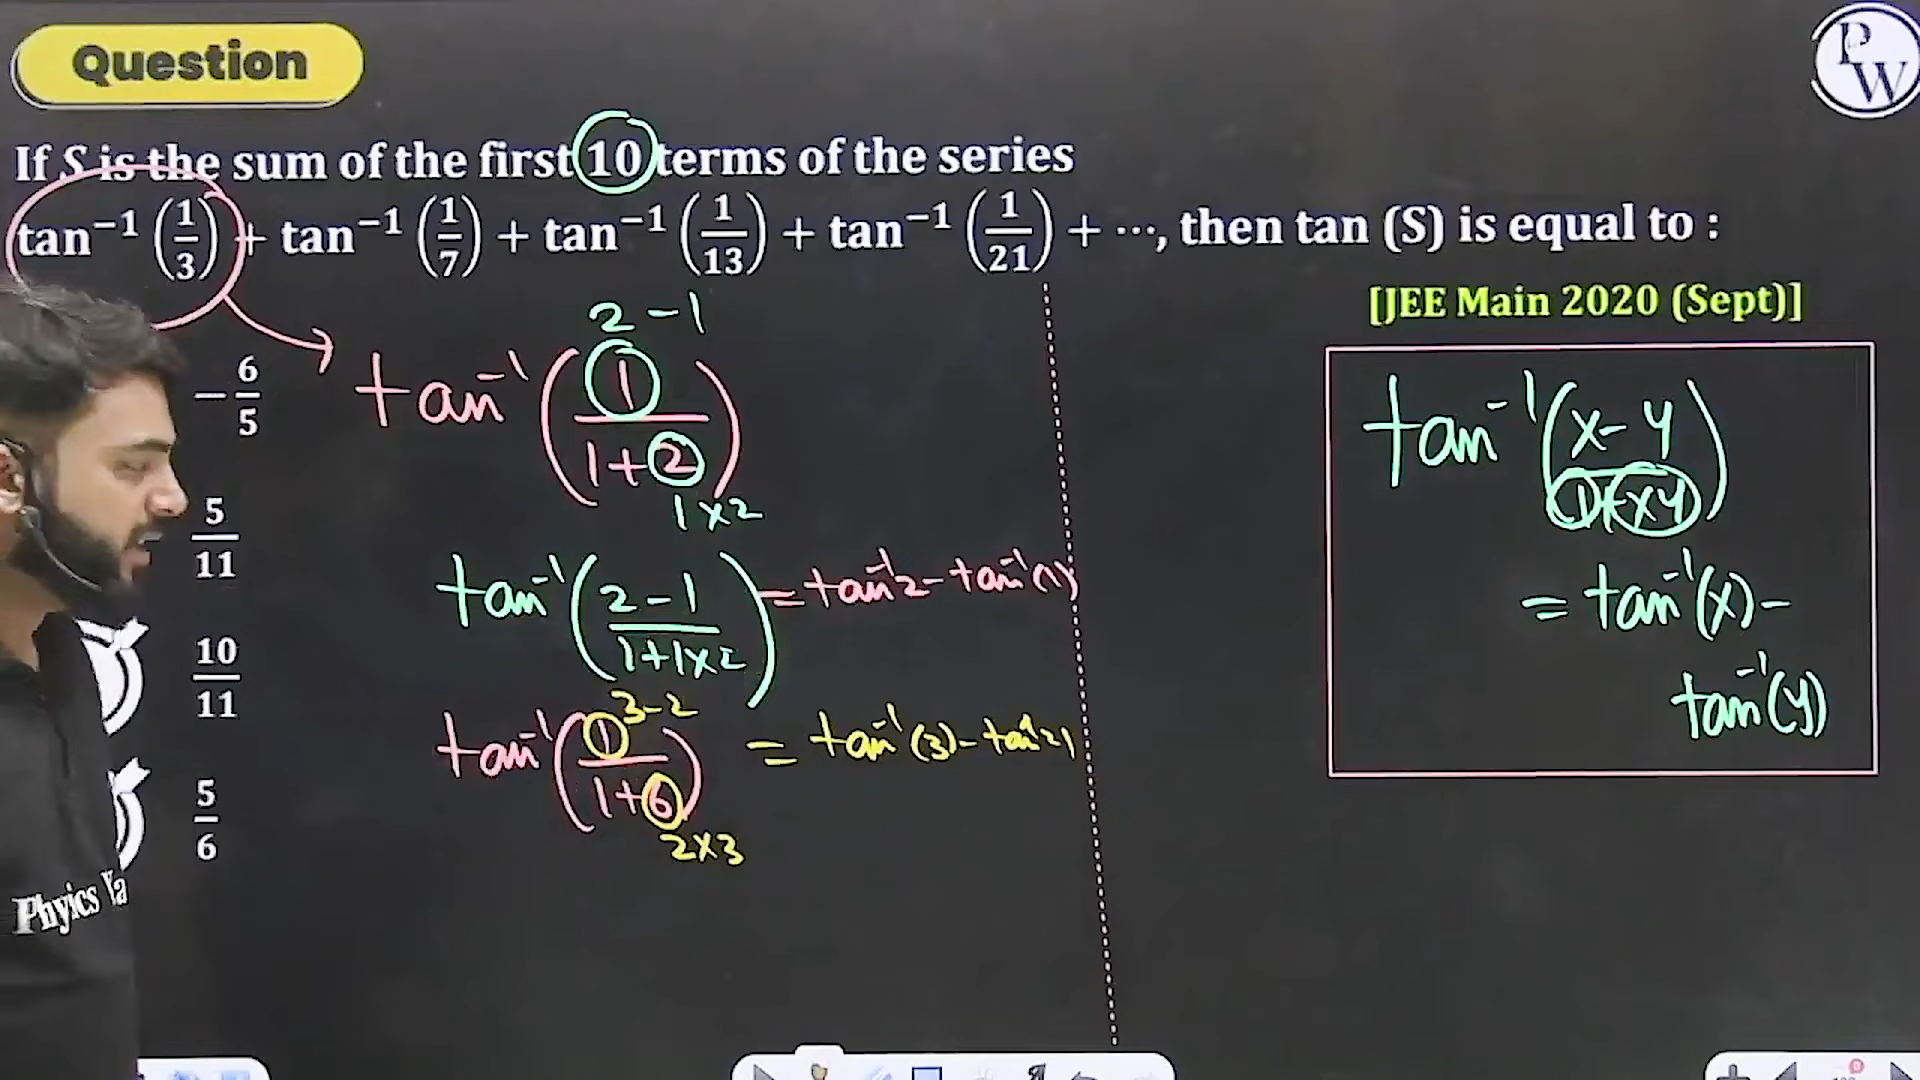 Question
PW
If S is the sum of the first 10 terms of the series
tan⁻¹ (1/3) + tan⁻¹ (1/7) + tan⁻¹ (1/13) + tan⁻¹ (1/21) + ⋯, then tan (S) is equal to :
[JEE Main 2020 (Sept)]
−6/5
5/11
10/11
5/6
2 - 1
tan⁻¹ (1/(1+2))
1×2
tan⁻¹ ((2-1)/(1+1×2)) = tan⁻¹2 - tan⁻¹(1)
3-2
tan⁻¹ (1/(1+6)) = tan⁻¹(3) - tan⁻¹2
2×3
tan⁻¹ ((x-y)/(1+xy))
= tan⁻¹(x) -
tan⁻¹(y)